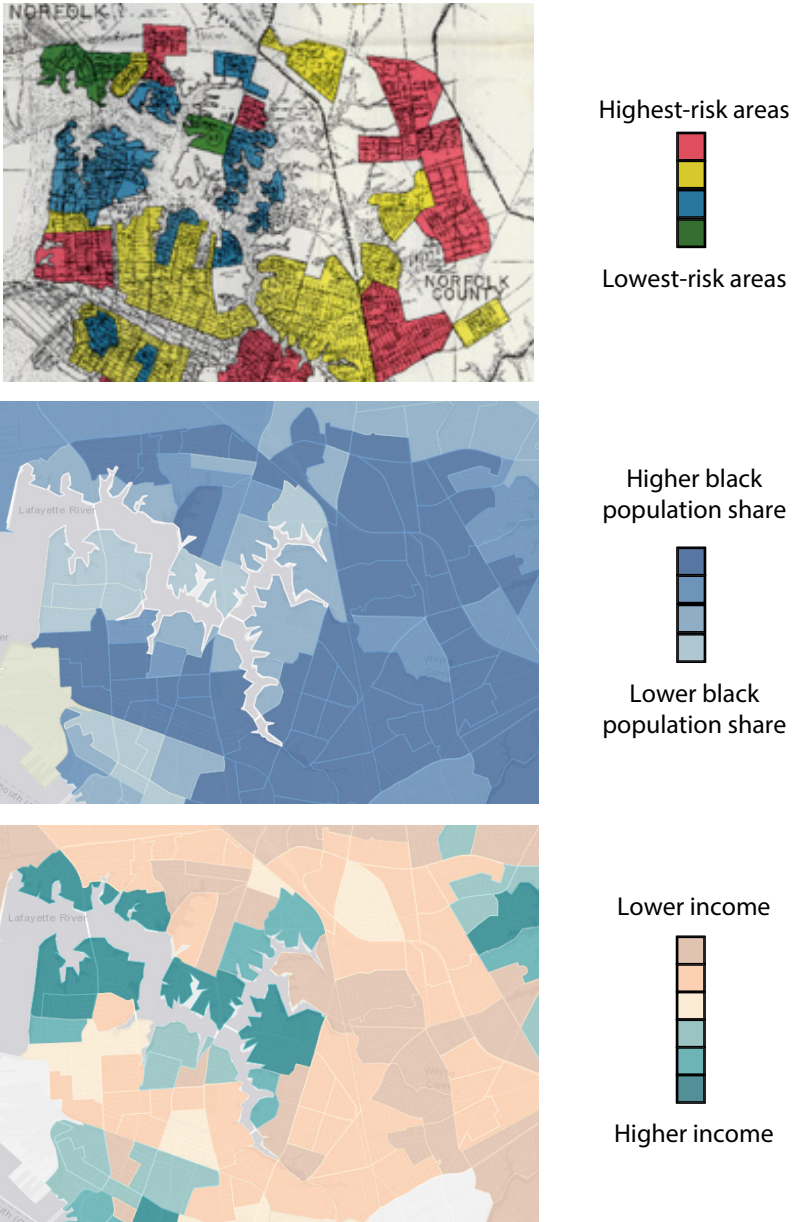 NORFOLK
Highest-risk areas
Lowest-risk areas
NORFOLK
COUNTY
Higher black
population share
Lafayette River
Lower black
population share
Lower income
Lafayette River
Higher income